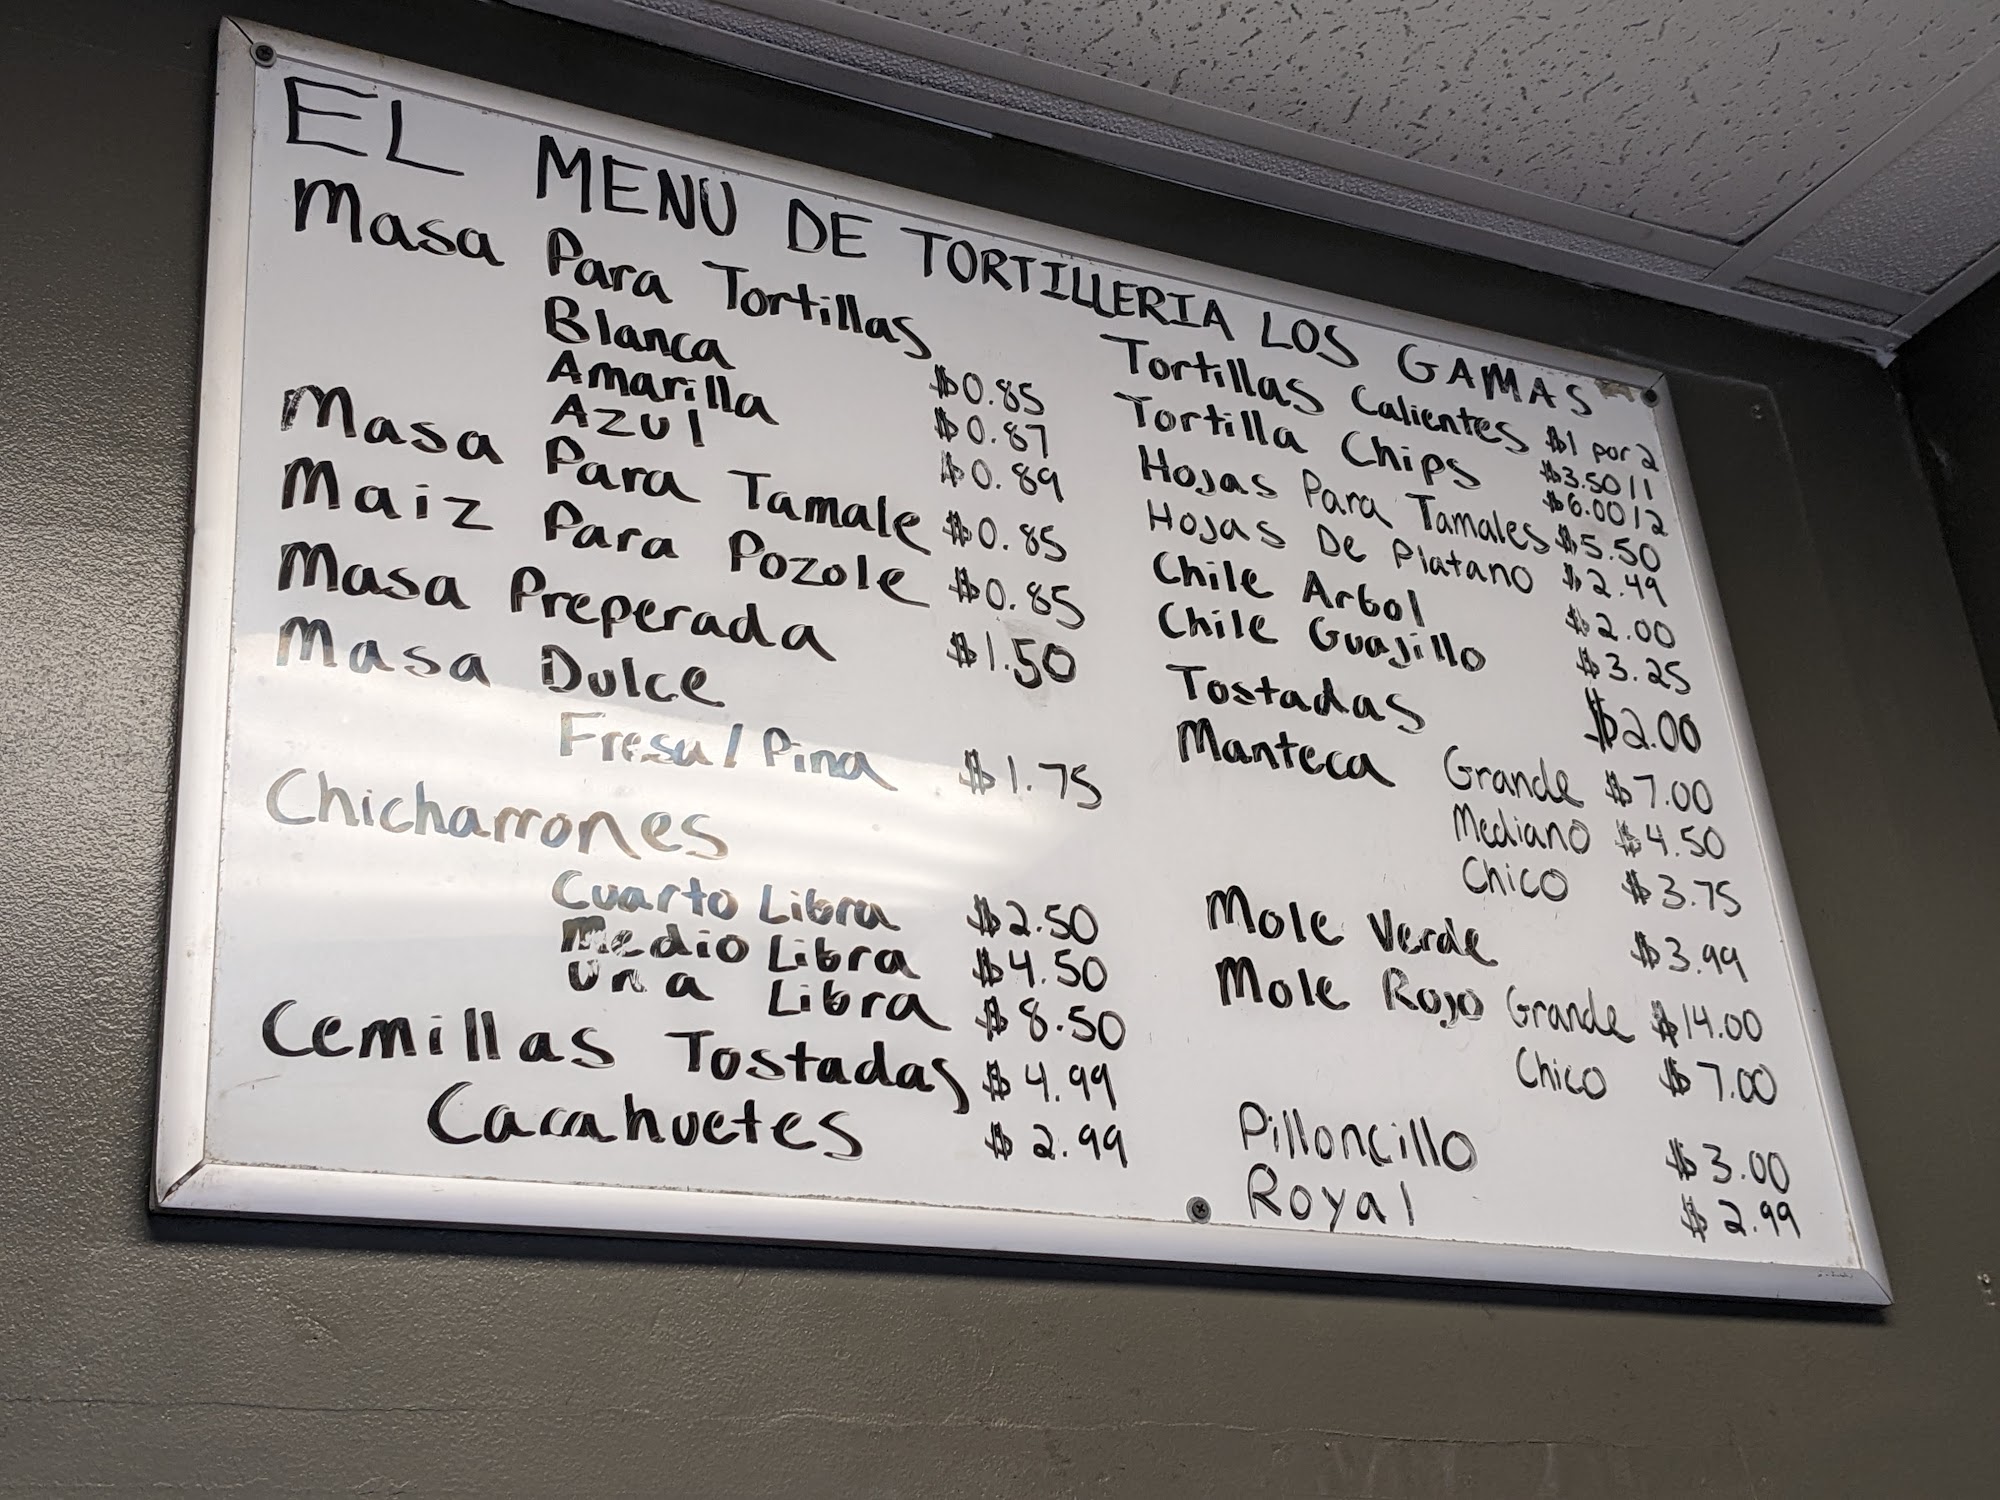 EL MENU DE TORTILLERIA LOS GAMAS
Masa Para Tortillas
Blanca $0.85
Amarilla $0.87
Azul $0.89
Masa Para Tamale $0.85
Maiz Para Pozole $0.85
Masa Preperada $1.50
Masa Dulce
Fresa/Pina $1.75
Chicharrones
Cuarto Libra $2.50
Medio Libra $4.50
Una Libra $8.50
Cemillas Tostadas $4.99
Cacahuetes $2.99
Tortillas Calientes $1 por 2
Tortilla Chips $3.50/1
$6.00/2
Hojas Para Tamales $5.50
Hojas De Platano $2.49
Chile Arbol $2.00
Chile Guajillo $3.25
Tostadas $2.00
Manteca Grande $7.00
Mediano $4.50
Chico $3.75
Mole Verde $3.99
Mole Rojo Grande $14.00
Chico $7.00
Pilloncillo $3.00
Royal $2.99